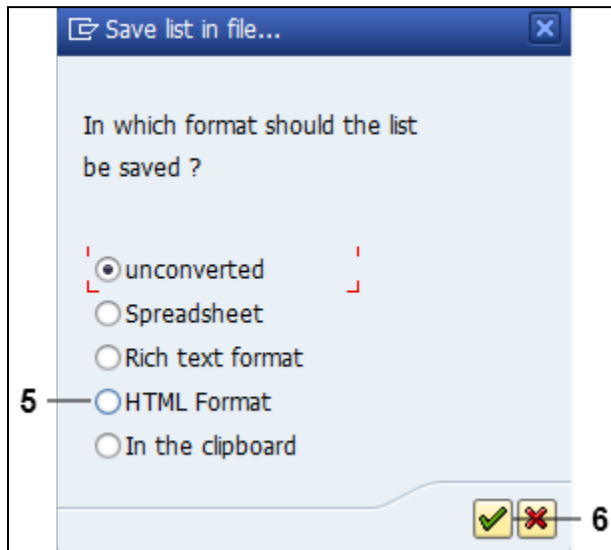 Save list in file...
In which format should the list
be saved ?
unconverted
Spreadsheet
Rich text format
5 HTML Format
In the clipboard
6